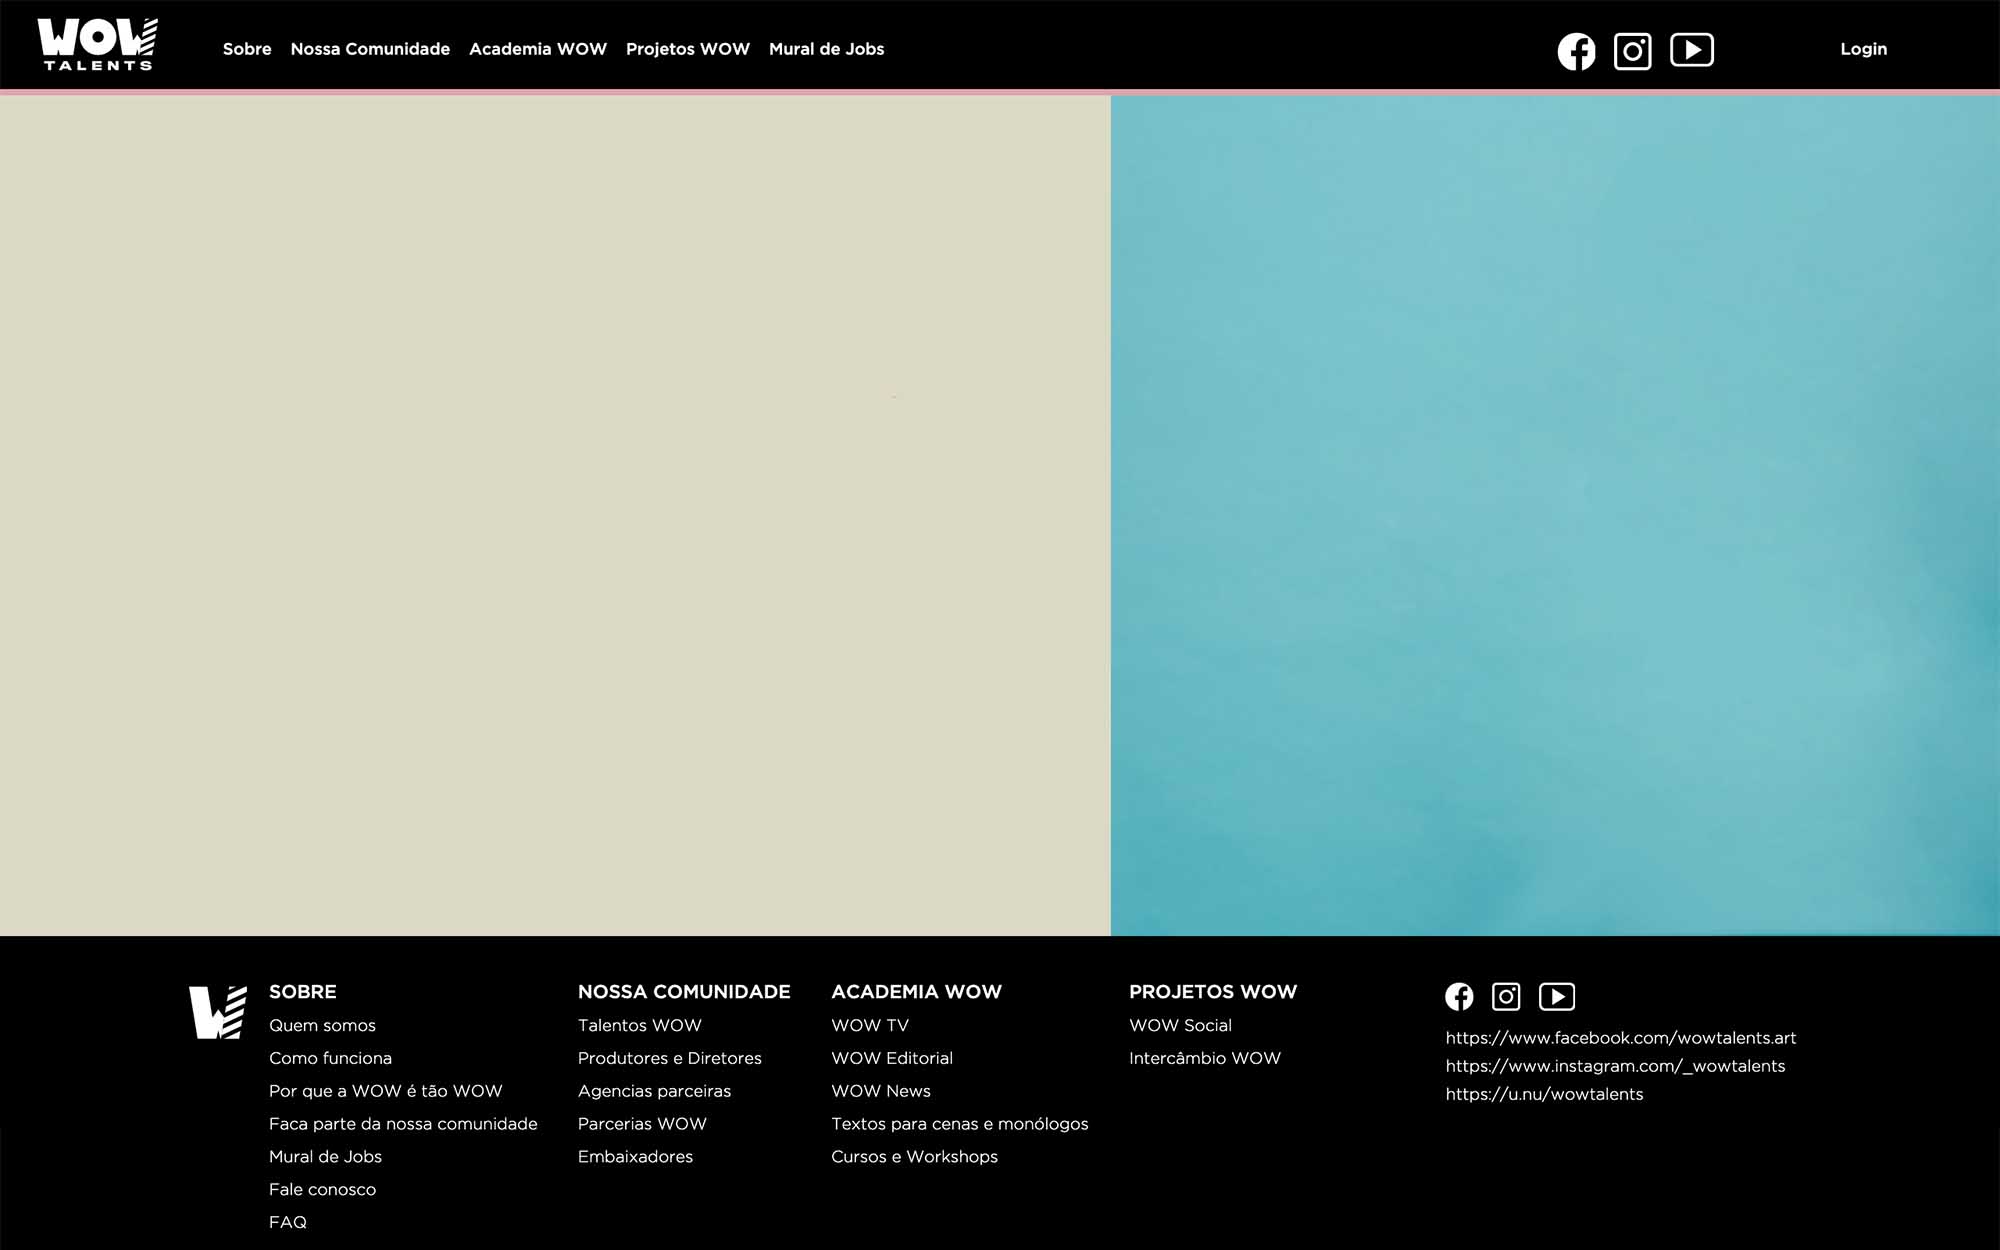 WOW
TALENTS
Sobre Nossa Comunidade Academia WOW Projetos WOW Mural de Jobs
Login
W
SOBRE
Quem somos
Como funciona
Por que a WOW é tão WOW
Faca parte da nossa comunidade
Mural de Jobs
Fale conosco
FAQ
NOSSA COMUNIDADE
Talentos WOW
Produtores e Diretores
Agencias parceiras
Parcerias WOW
Embaixadores
ACADEMIA WOW
WOW TV
WOW Editorial
WOW News
Textos para cenas e monólogos
Cursos e Workshops
PROJETOS WOW
WOW Social
Intercâmbio WOW
https://www.facebook.com/wowtalents.art
https://www.instagram.com/_wowtalents
https://u.nu/wowtalents